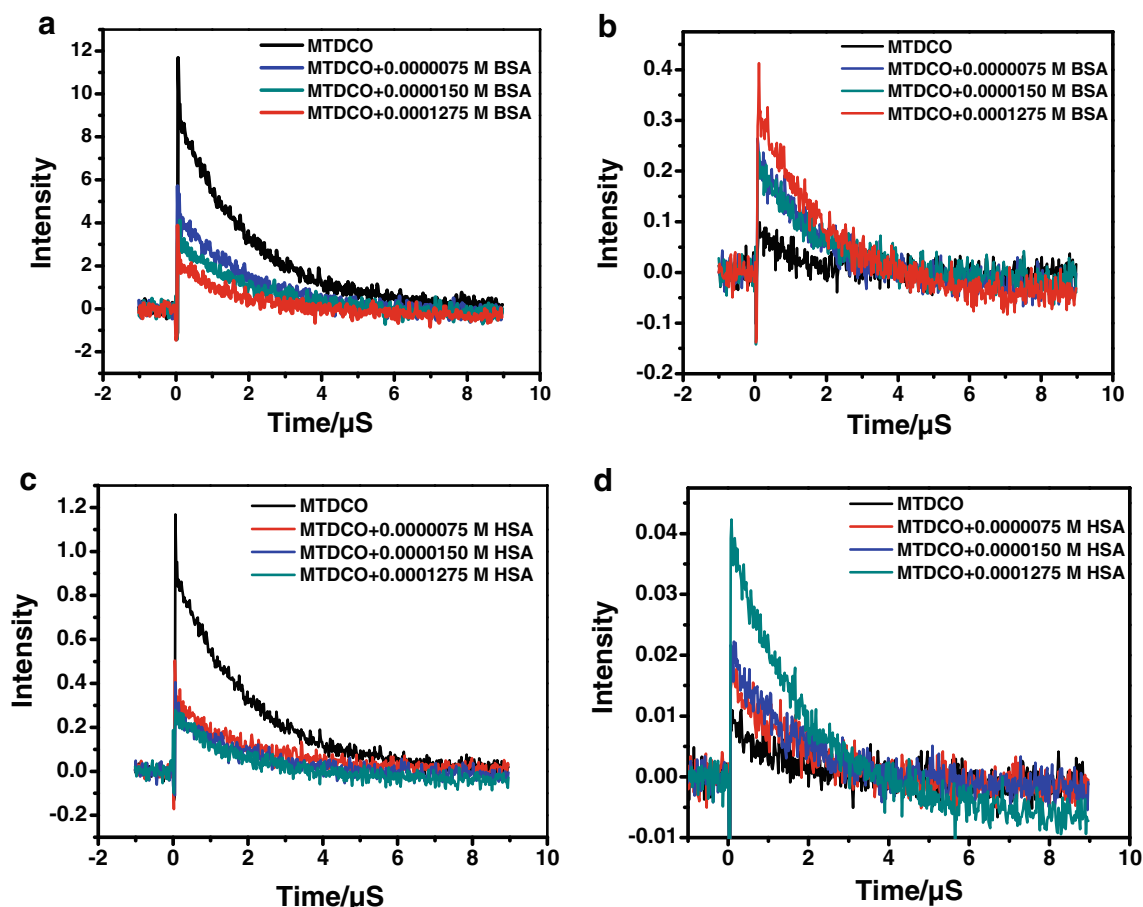 a
12
10
8
6
4
2
0
-2
-2 0 2 4 6 8 10
Intensity
Time/µS
MTDCO
MTDCO+0.0000075 M BSA
MTDCO+0.0000150 M BSA
MTDCO+0.0001275 M BSA
b
0.4
0.3
0.2
0.1
0.0
-0.1
-0.2
-2 0 2 4 6 8 10
Intensity
Time/µS
MTDCO
MTDCO+0.0000075 M BSA
MTDCO+0.0000150 M BSA
MTDCO+0.0001275 M BSA
c
1.2
1.0
0.8
0.6
0.4
0.2
0.0
-0.2
-2 0 2 4 6 8 10
Intensity
Time/µS
MTDCO
MTDCO+0.0000075 M HSA
MTDCO+0.0000150 M HSA
MTDCO+0.0001275 M HSA
d
0.04
0.03
0.02
0.01
0.00
-0.01
0 2 4 6 8 10
Intensity
Time/µS
MTDCO
MTDCO+0.0000075 M HSA
MTDCO+0.0000150 M HSA
MTDCO+0.0001275 M HSA